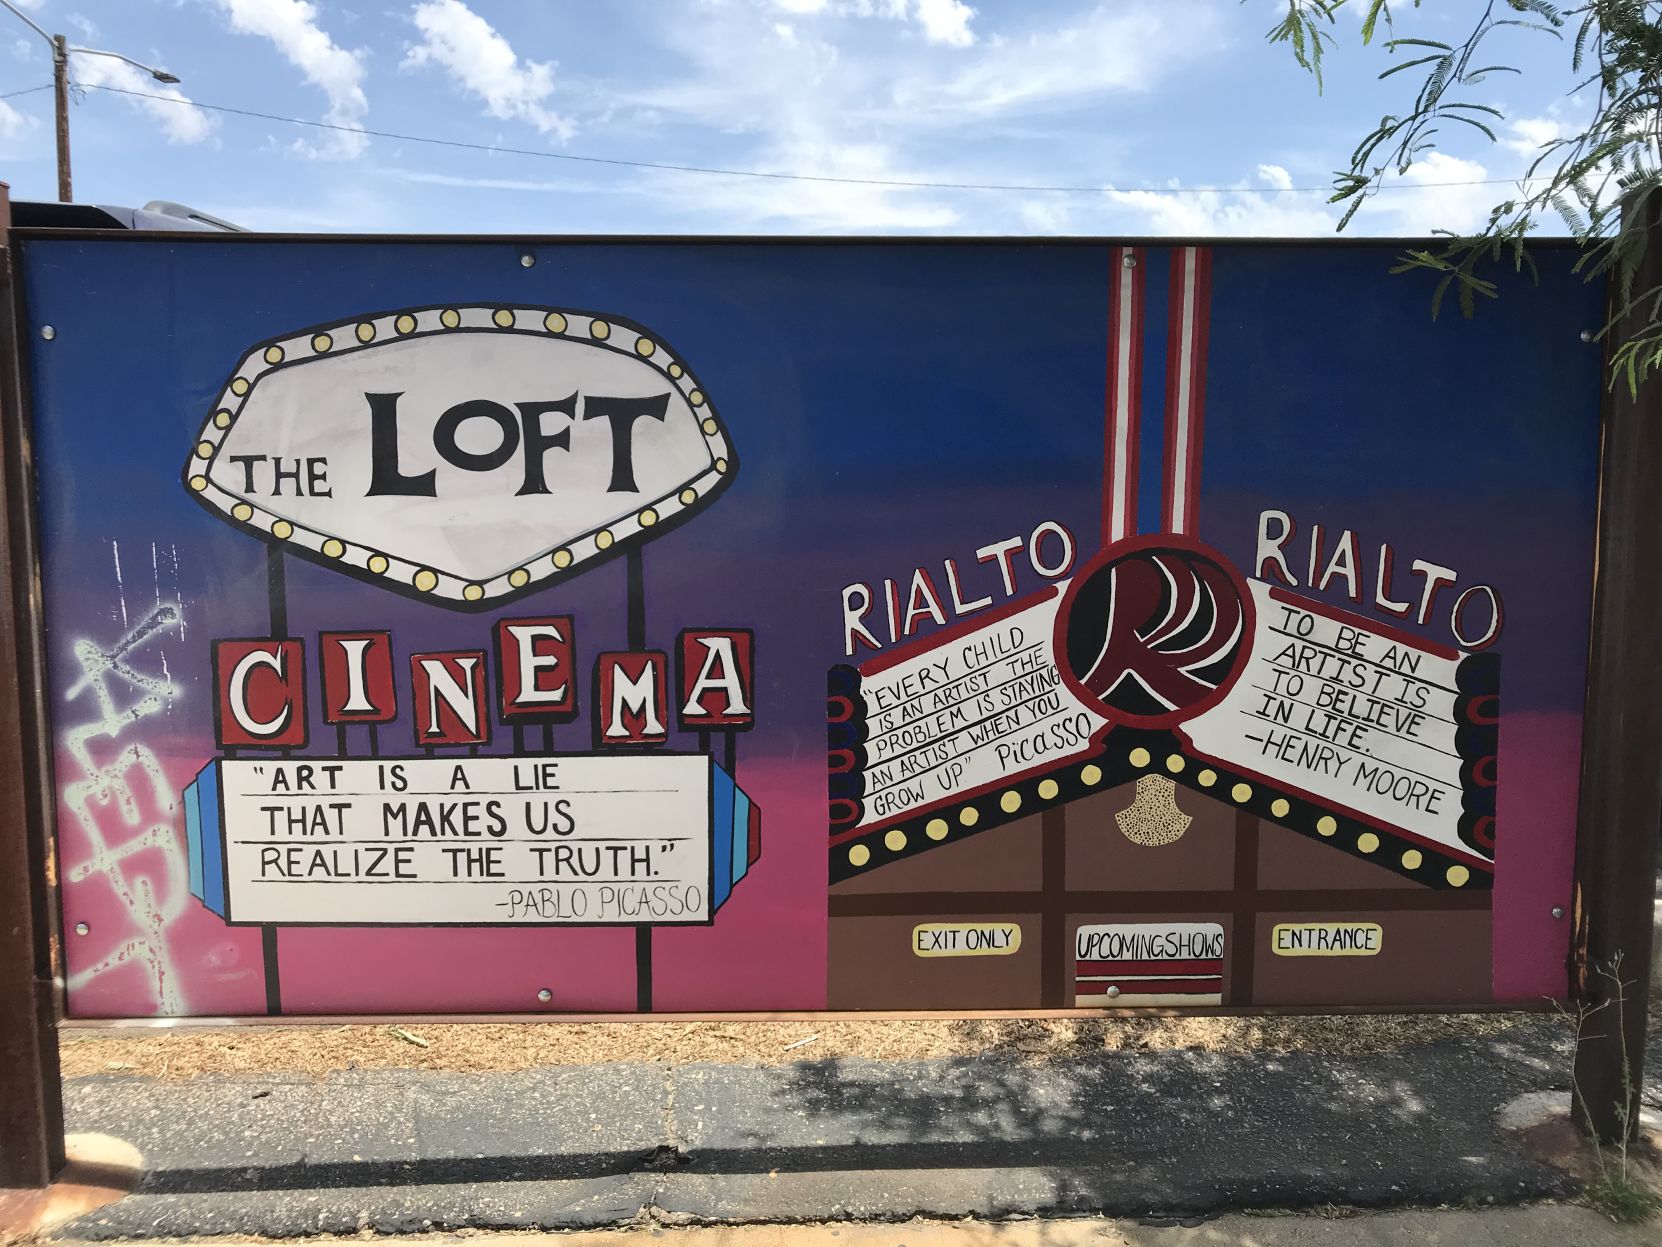 THE LOFT
CINEMA
"ART IS A LIE
THAT MAKES US
REALIZE THE TRUTH."
-PABLO PICASSO
RIALTO
"EVERY CHILD
IS AN ARTIST THE
PROBLEM IS STAYING
AN ARTIST WHEN YOU
GROW UP" PiCASSO
R
RIALTO
TO BE AN
ARTIST IS
TO BELIEVE
IN LIFE.
-HENRY MOORE
EXIT ONLY
UPCOMING SHOWS
ENTRANCE